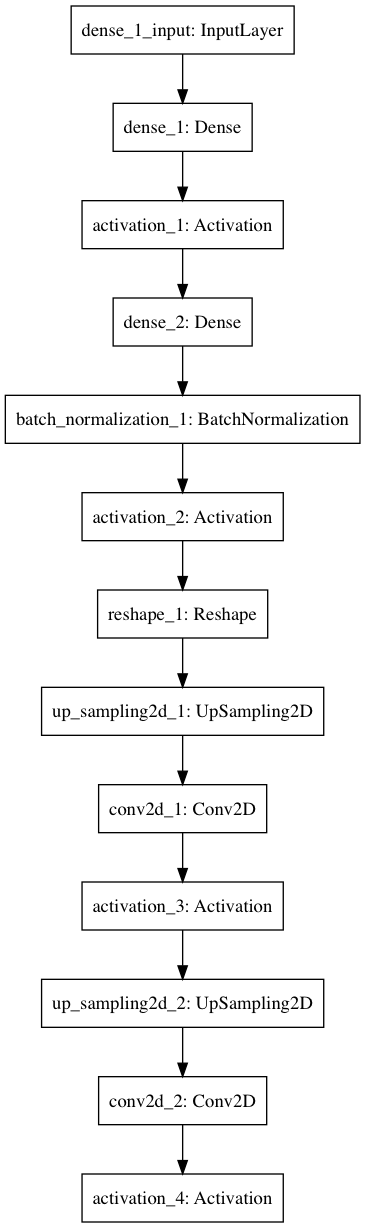 dense_1_input: InputLayer
dense_1: Dense
activation_1: Activation
dense_2: Dense
batch_normalization_1: BatchNormalization
activation_2: Activation
reshape_1: Reshape
up_sampling2d_1: UpSampling2D
conv2d_1: Conv2D
activation_3: Activation
up_sampling2d_2: UpSampling2D
conv2d_2: Conv2D
activation_4: Activation